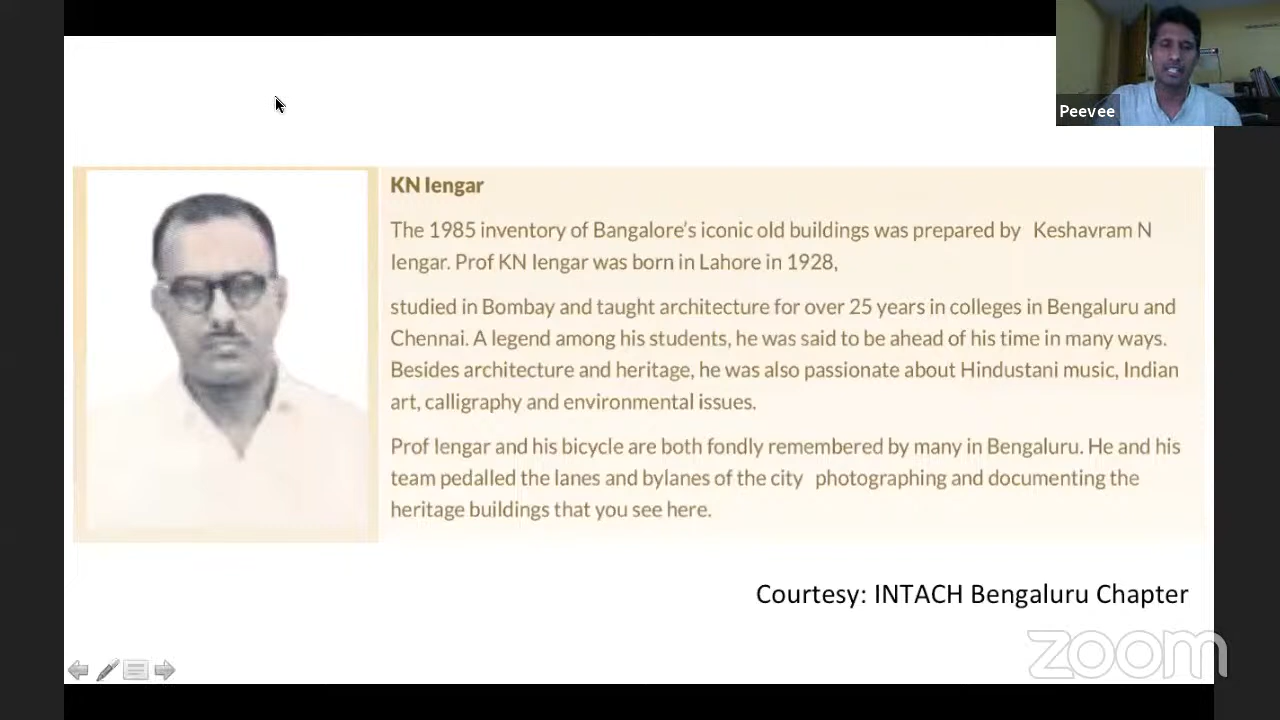 Peevee
KN Iengar
The 1985 inventory of Bangalore's iconic old buildings was prepared by Keshavram N
Iengar. Prof KN Iengar was born in Lahore in 1928,
studied in Bombay and taught architecture for over 25 years in colleges in Bengaluru and
Chennai. A legend among his students, he was said to be ahead of his time in many ways.
Besides architecture and heritage, he was also passionate about Hindustani music, Indian
art, calligraphy and environmental issues.
Prof Iengar and his bicycle are both fondly remembered by many in Bengaluru. He and his
team pedalled the lanes and bylanes of the city photographing and documenting the
heritage buildings that you see here.
Courtesy: INTACH Bengaluru Chapter
zoom